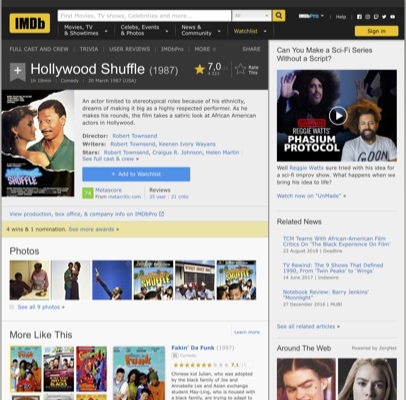 IMDb
Find Movies, TV shows, Celebrities and more...
All
IMDbPro
Help
Movies, TV & Showtimes
Celebs, Events & Photos
News & Community
Watchlist
Sign in
FULL CAST AND CREW | TRIVIA | USER REVIEWS | IMDbPro | MORE
SHARE
Hollywood Shuffle (1987)
7,0
Rate This
1h 18min | Comedy | 20 March 1987 (USA)
An actor limited to stereotypical roles because of his ethnicity,
dreams of making it big as a highly respected performer. As he
makes his rounds, the film takes a satiric look at African American
actors in Hollywood.
Director: Robert Townsend
Writers: Robert Townsend, Keenen Ivory Wayans
Stars: Robert Townsend, Craigus R. Johnson, Helen Martin
See full cast & crew »
+ Add to Watchlist
Metascore
From metacritic.com
Reviews
View production, box office, & company info on IMDbPro
4 wins & 1 nomination. See more awards »
Photos
See all 9 photos »
Learn more
More Like This
Fakin' Da Funk (1997)
Comedy
Chinese kid Julian, who was adopted
by the black family of Joe and
Annabelle Lee and Asian exchange
student May-Ling, who is housed with
a black family, are trying to adapt to
Can You Make a Sci-Fi Series
Without a Script?
REGGIE WATTS'
PHASIUM
PROTOCOL
Well Reggie Watts sure tried with his idea for
sci-fi improv show. What happens when we
bring his idea to life?
Watch now on "UnMade" »
Related News
TCM Teams With African-American Film
Critics On 'The Black Experience On Film'
23 August 2018 | Deadline
TV Rewind: The 9 Shows That Defined
1990, From 'Twin Peaks' to 'Wings'
14 June 2017 | Indiewire
Notebook Review: Barry Jenkins'
"Moonlight"
27 December 2016 | MUBI
See all related articles »
Around The Web
Powered by ZergNet